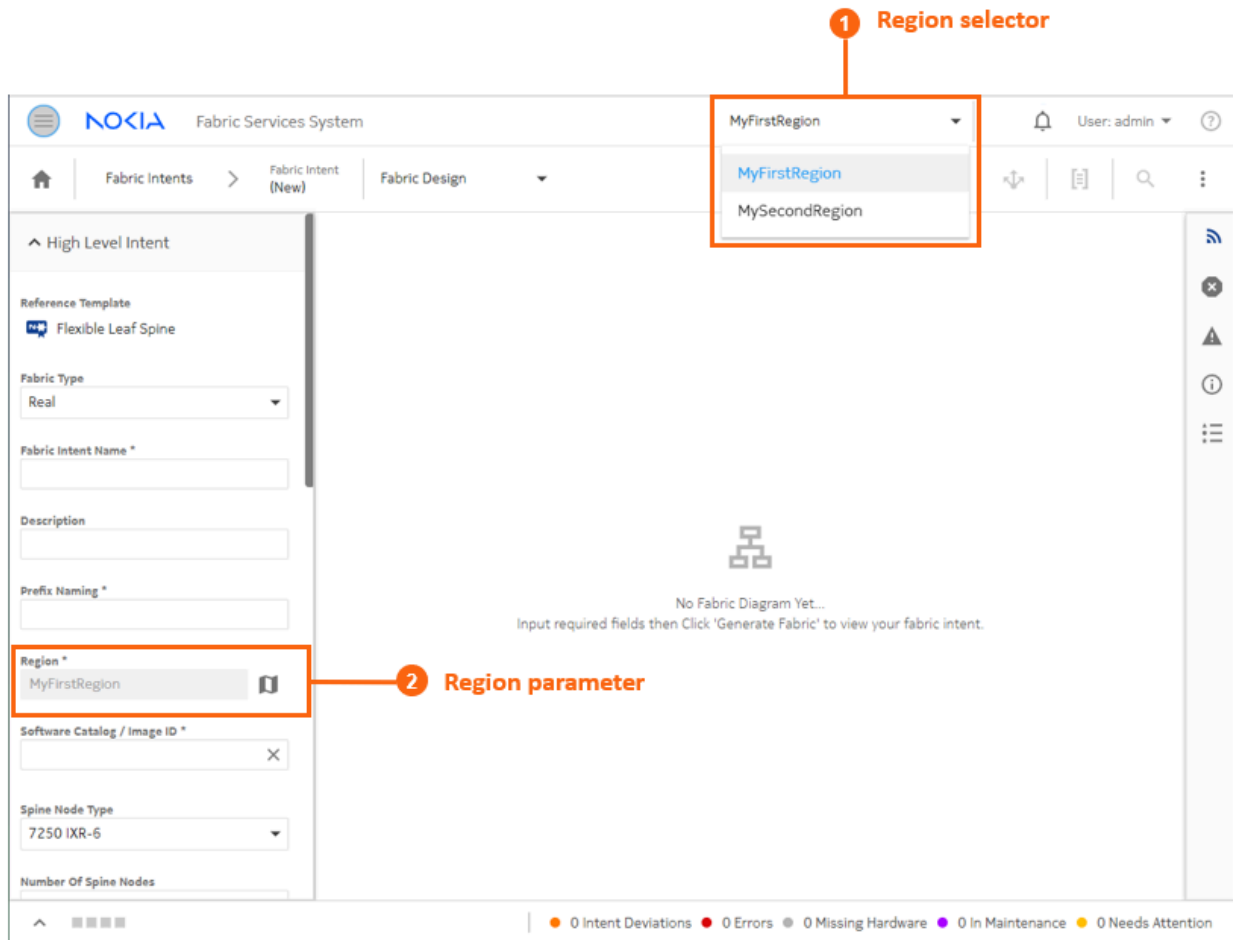 1 Region selector
NOKIA Fabric Services System
MyFirstRegion
User: admin
?
Fabric Intents > Fabric Intent
(New)
Fabric Design
MyFirstRegion
MySecondRegion
High Level Intent
Reference Template
Flexible Leaf Spine
Fabric Type
Real
Fabric Intent Name *
Description
Prefix Naming *
No Fabric Diagram Yet...
Input required fields then Click 'Generate Fabric' to view your fabric intent.
Region *
MyFirstRegion
2 Region parameter
Software Catalog / Image ID *
Spine Node Type
7250 IXR-6
Number Of Spine Nodes
0 Intent Deviations 0 Errors 0 Missing Hardware 0 In Maintenance 0 Needs Attention